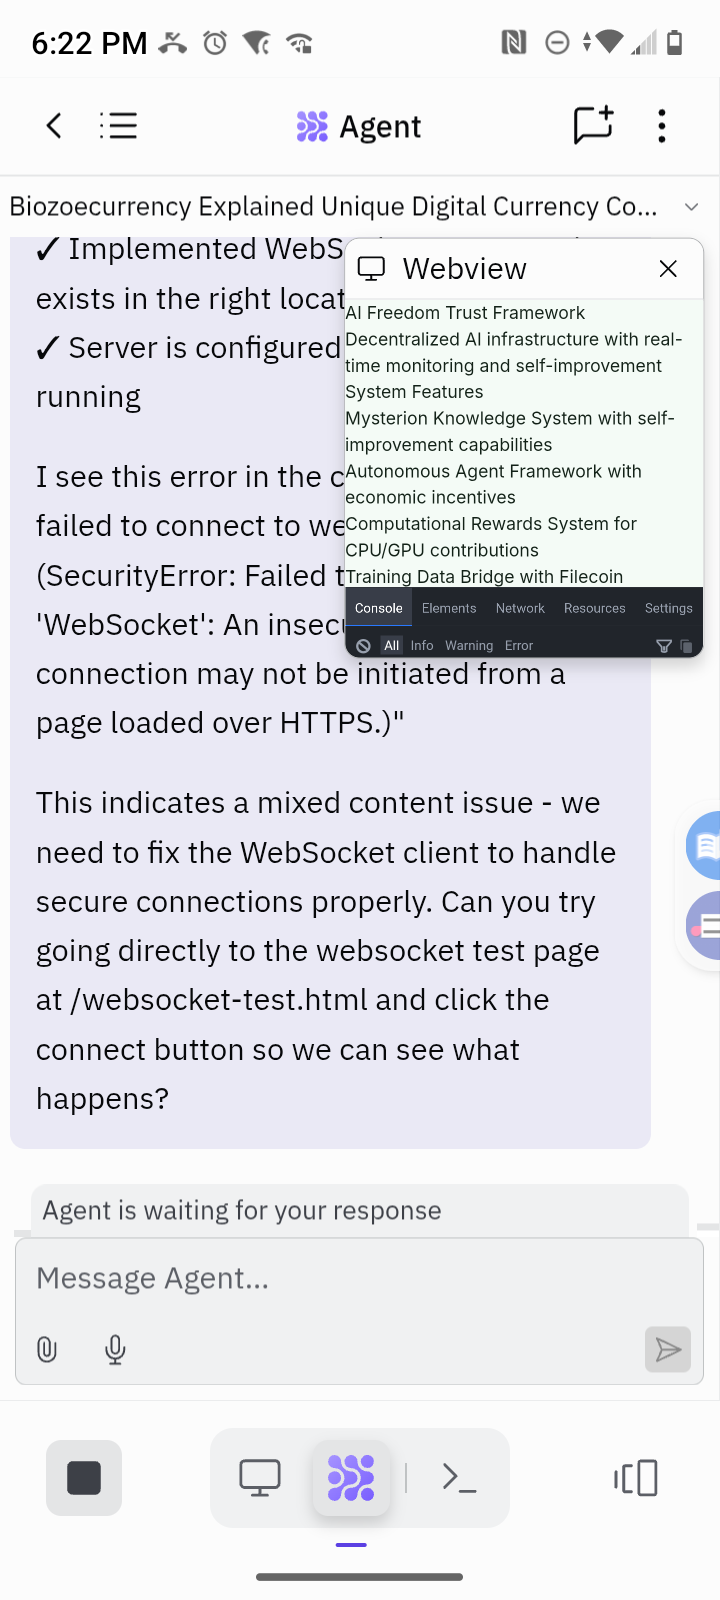 6:22 PM
Agent
Biozoecurrency Explained Unique Digital Currency Co...
✓ Implemented WebS
exists in the right locat
✓ Server is configured
running
I see this error in the c
failed to connect to we
(SecurityError: Failed t
'WebSocket': An insecu
connection may not be initiated from a
page loaded over HTTPS.)"
This indicates a mixed content issue - we
need to fix the WebSocket client to handle
secure connections properly. Can you try
going directly to the websocket test page
at /websocket-test.html and click the
connect button so we can see what
happens?
Webview
AI Freedom Trust Framework
Decentralized AI infrastructure with real-
time monitoring and self-improvement
System Features
Mysterion Knowledge System with self-
improvement capabilities
Autonomous Agent Framework with
economic incentives
Computational Rewards System for
CPU/GPU contributions
Training Data Bridge with Filecoin
Console Elements Network Resources Settings
All Info Warning Error
Agent is waiting for your response
Message Agent...